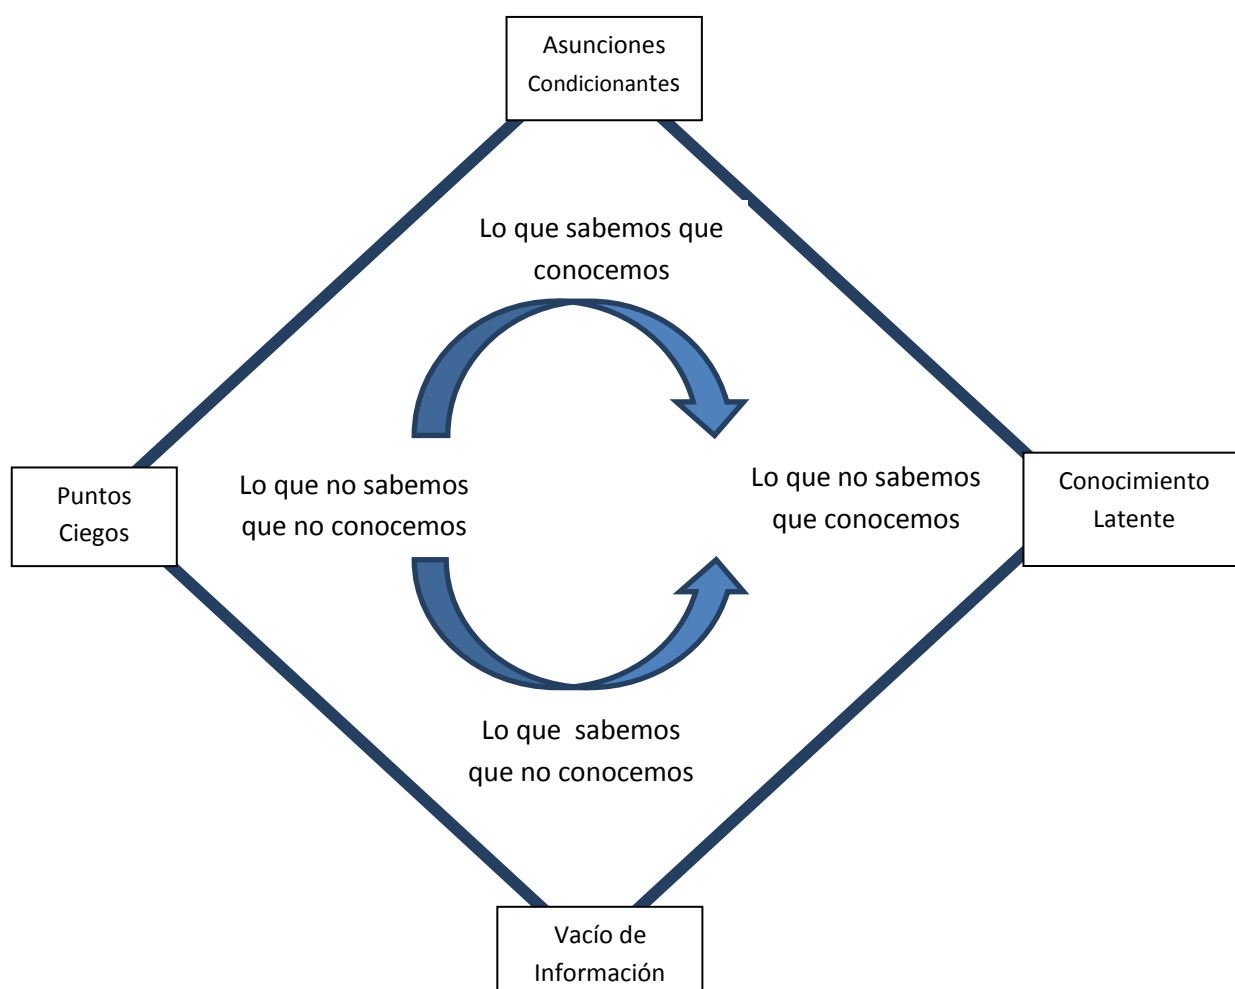 Asunciones
Condicionantes
Lo que sabemos que
conocemos
Puntos
Ciegos
Lo que no sabemos
que no conocemos
Lo que no sabemos
que conocemos
Conocimiento
Latente
Lo que  sabemos
que no conocemos
Vacío de
Información